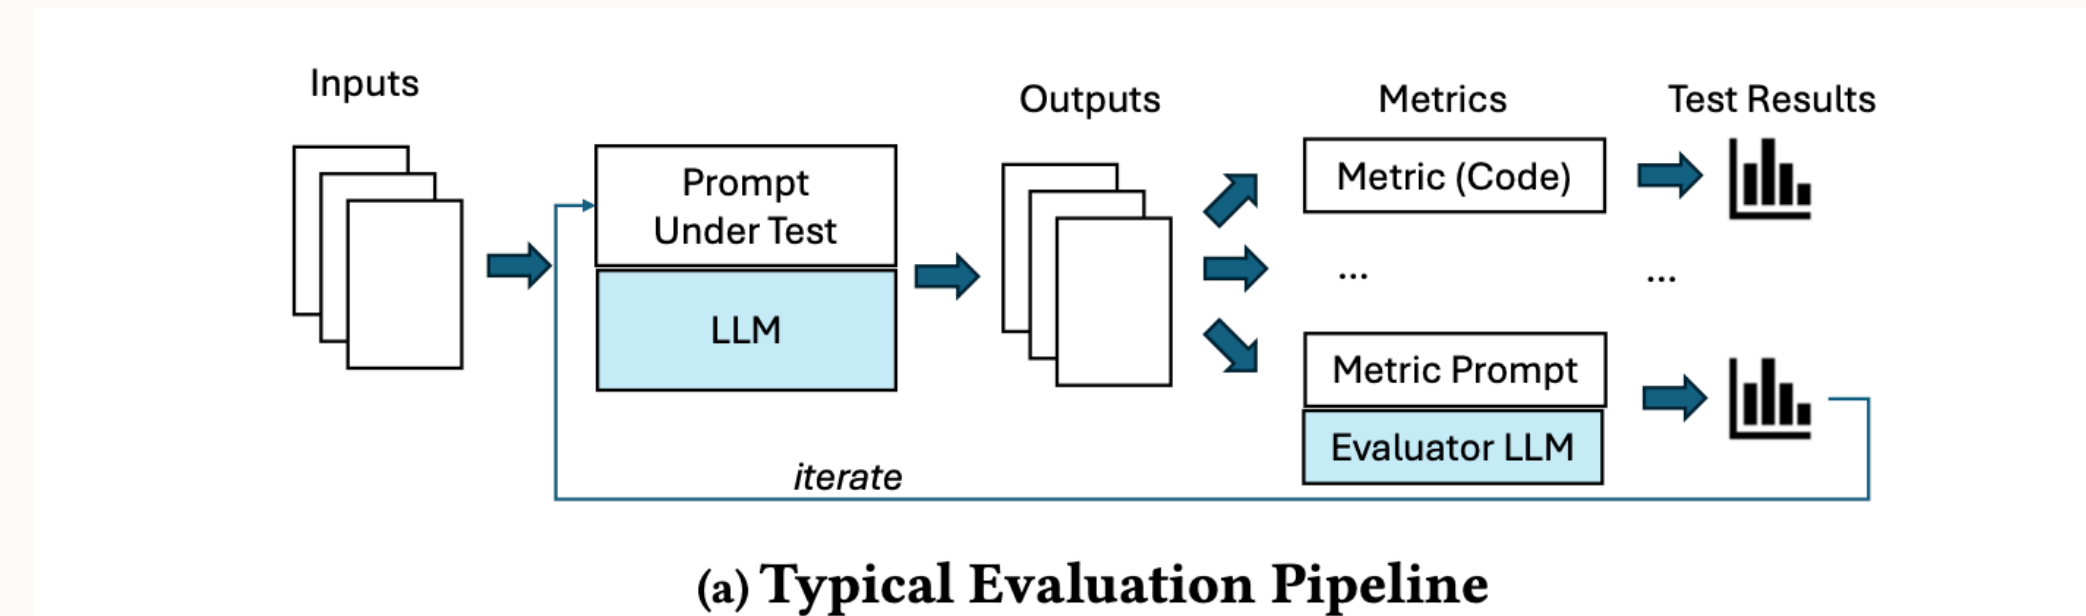 Inputs
Outputs
Metrics
Test Results
Prompt
Under Test
LLM
Metric (Code)
...
...
Metric Prompt
Evaluator LLM
iterate
(a) Typical Evaluation Pipeline